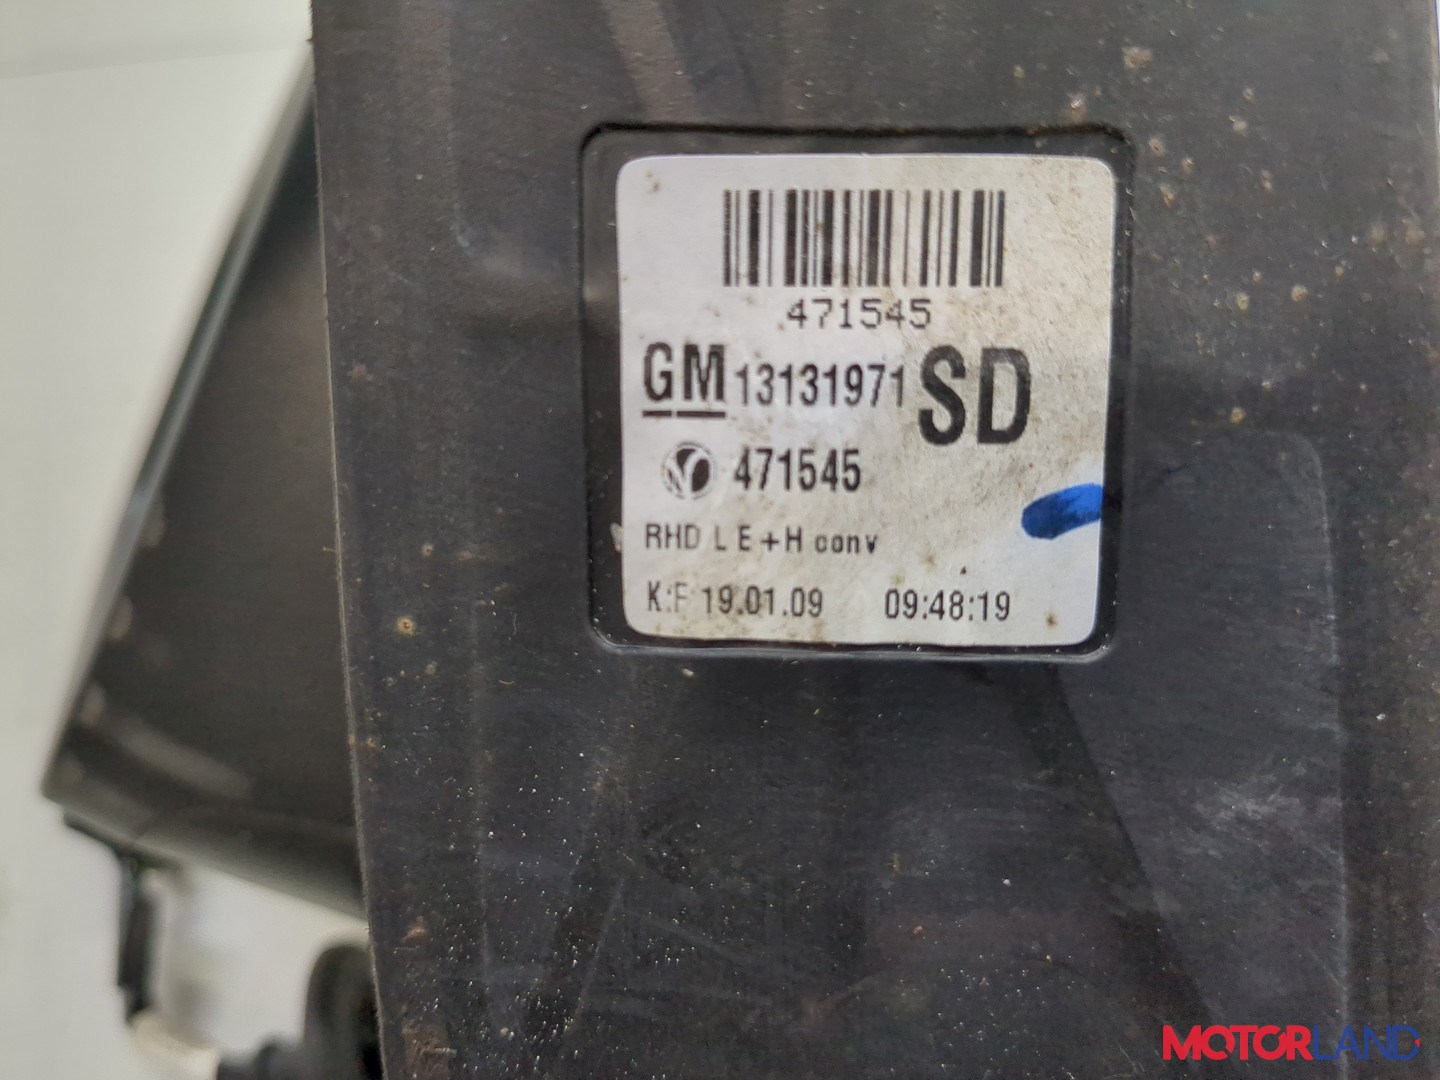 471545
GM 13131971 SD
471545
RHD L E+H conv
K:F 19.01.09 09:48:19
MOTORLAND